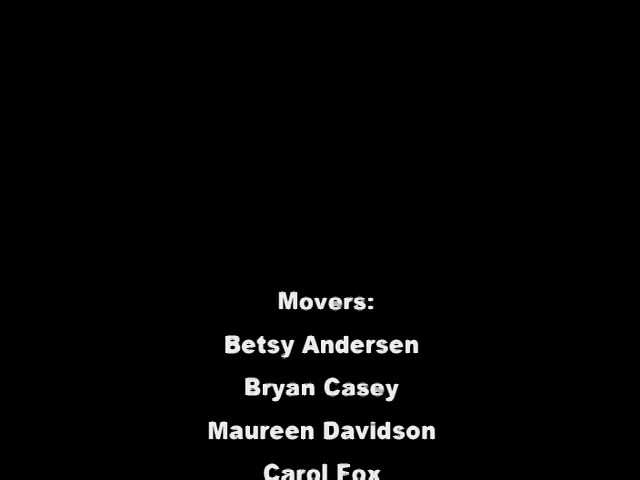 Movers:
Betsy Andersen
Bryan Casey
Maureen Davidson
Carol Fox